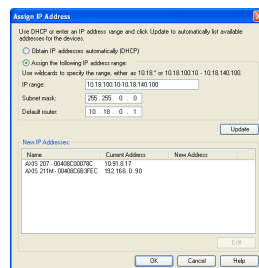 Assign IP Address
Use DHCP or enter an IP address range and click Update to automatically list available
addresses for the devices.
Obtain IP addresses automatically (DHCP)
Assign the following IP address range:
Use wildcards to specify the range, either as 10.18.* or 10.18.100.10 - 10.18.140.100.
IP range: 10.18.100-10-10.18.140.100
Subnet mask: 255 . 255 . 0 . 0
Default router: 10 . 18 . 0 . 1
Update
New IP Addresses:
Name Current Address New Address
AXIS 207 - 00408C00078C 10.91.8.17
AXIS 211M - 00408C6B3FEC 192.168.0.90
Edit
OK Cancel Help